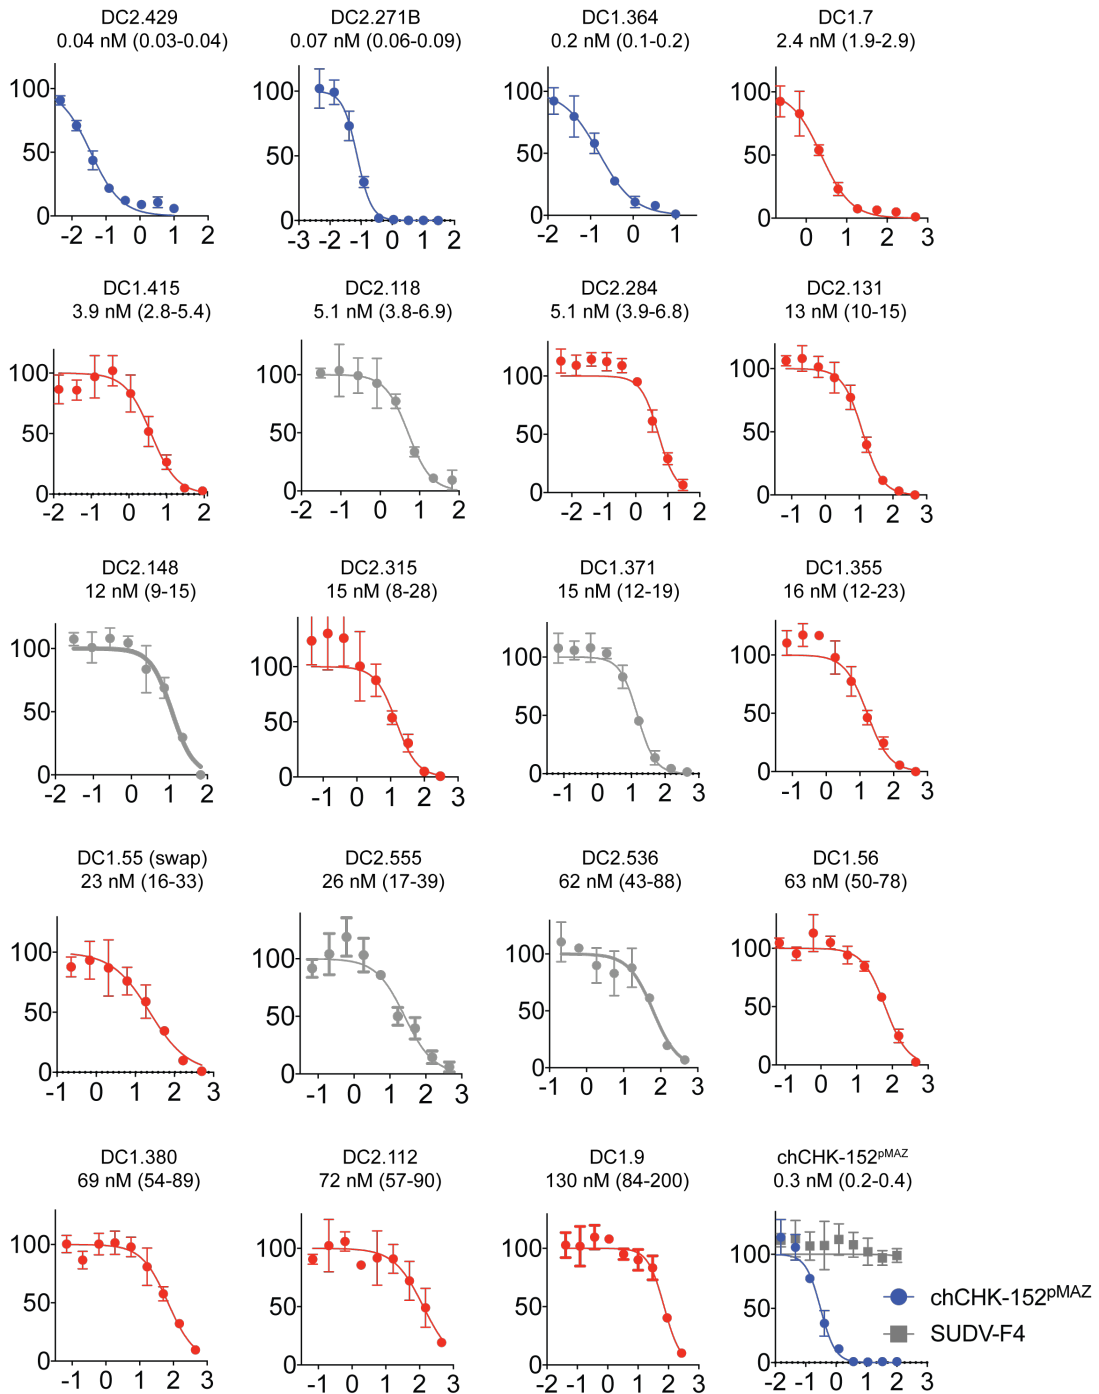 DC2.429
0.04 nM (0.03-0.04)
100
50
0
-2 -1 0 1 2
DC2.271B
0.07 nM (0.06-0.09)
100
50
0
-3 -2 -1 0 1 2
DC1.364
0.2 nM (0.1-0.2)
100
50
0
-2 -1 0 1
DC1.7
2.4 nM (1.9-2.9)
100
50
0
0 1 2 3
DC1.415
3.9 nM (2.8-5.4)
100
50
0
-2 -1 0 1 2
DC2.118
5.1 nM (3.8-6.9)
100
50
0
-2 -1 0 1 2
DC2.284
5.1 nM (3.9-6.8)
100
50
0
-2 -1 0 1 2
DC2.131
13 nM (10-15)
100
50
0
-1 0 1 2 3
DC2.148
12 nM (9-15)
100
50
0
-2 -1 0 1 2
DC2.315
15 nM (8-28)
100
50
0
-1 0 1 2 3
DC1.371
15 nM (12-19)
100
50
0
-1 0 1 2 3
DC1.355
16 nM (12-23)
100
50
0
-1 0 1 2 3
DC1.55 (swap)
23 nM (16-33)
100
50
0
-1 0 1 2 3
DC2.555
26 nM (17-39)
100
50
0
-1 0 1 2 3
DC2.536
62 nM (43-88)
100
50
0
-1 0 1 2 3
DC1.56
63 nM (50-78)
100
50
0
-1 0 1 2 3
DC1.380
69 nM (54-89)
100
50
0
-1 0 1 2 3
DC2.112
72 nM (57-90)
100
50
0
-1 0 1 2 3
DC1.9
130 nM (84-200)
100
50
0
-1 0 1 2 3
chCHK-152pMAZ
0.3 nM (0.2-0.4)
100
50
0
-1 0 1 2 3
chCHK-152pMAZ
SUDV-F4